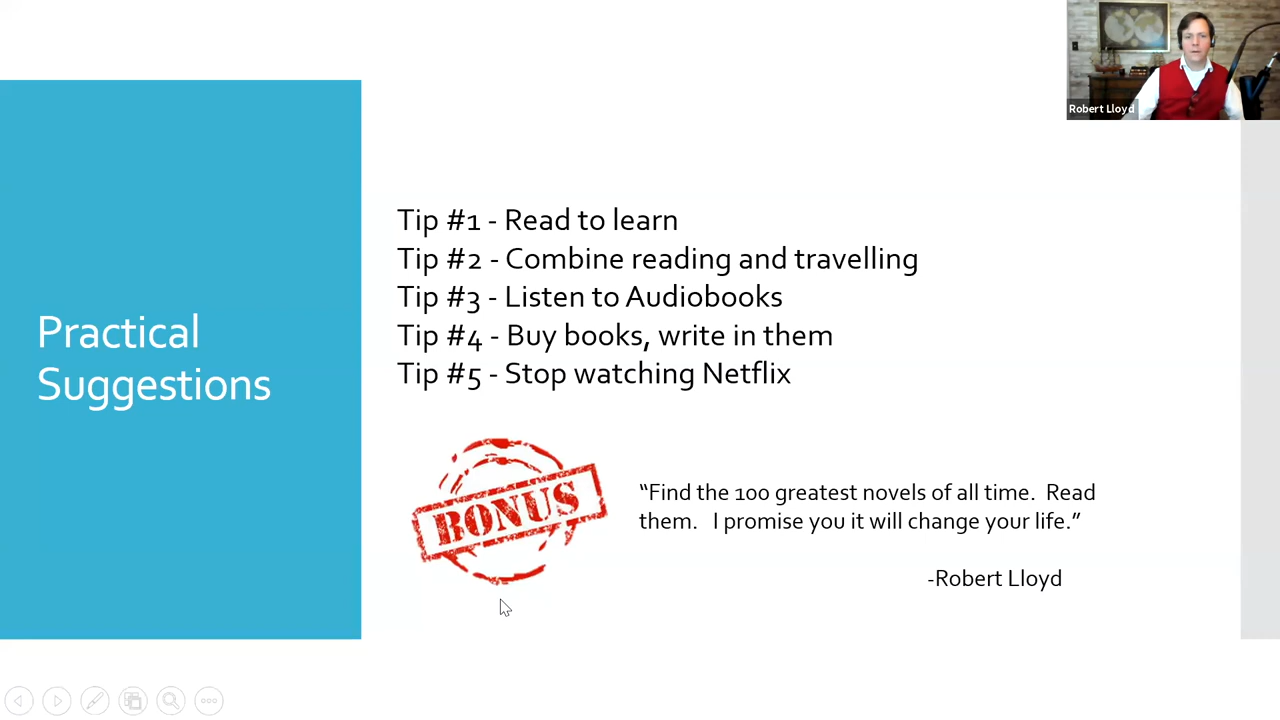 Robert Lloyd
Practical
Suggestions
Tip #1 - Read to learn
Tip #2 - Combine reading and travelling
Tip #3 - Listen to Audiobooks
Tip #4 - Buy books, write in them
Tip #5 - Stop watching Netflix
BONUS
“Find the 100 greatest novels of all time.  Read
them.   I promise you it will change your life.”
-Robert Lloyd